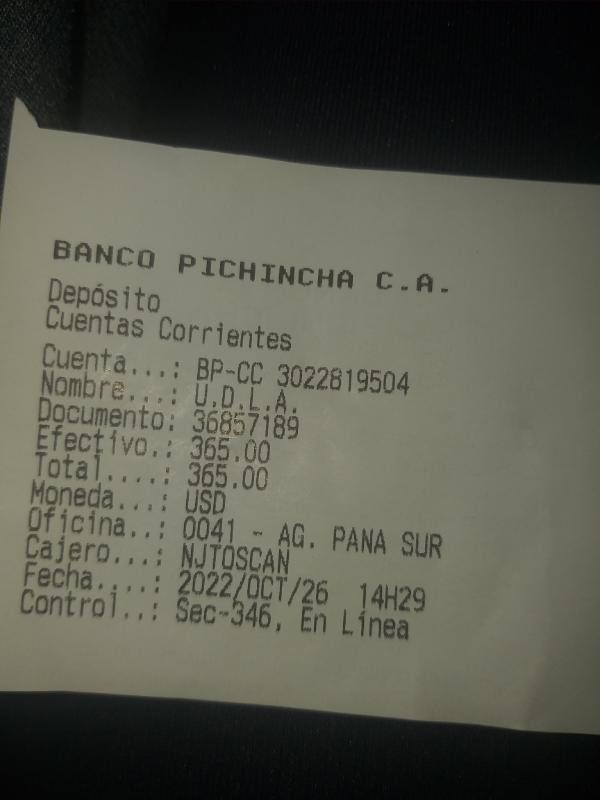 BANCO PICHINCHA C.A.
Depósito
Cuentas Corrientes
Cuenta...: BP-CC 3022819504
Nombre...: U.D.L.A.
Documento: 36857189
Efectivo.: 365.00
Total....: 365.00
Moneda...: USD
Oficina..: 0041 - AG. PANA SUR
Cajero...: NJTOSCAN
Fecha....: 2022/OCT/26 14H29
Control..: Sec-346, En Línea